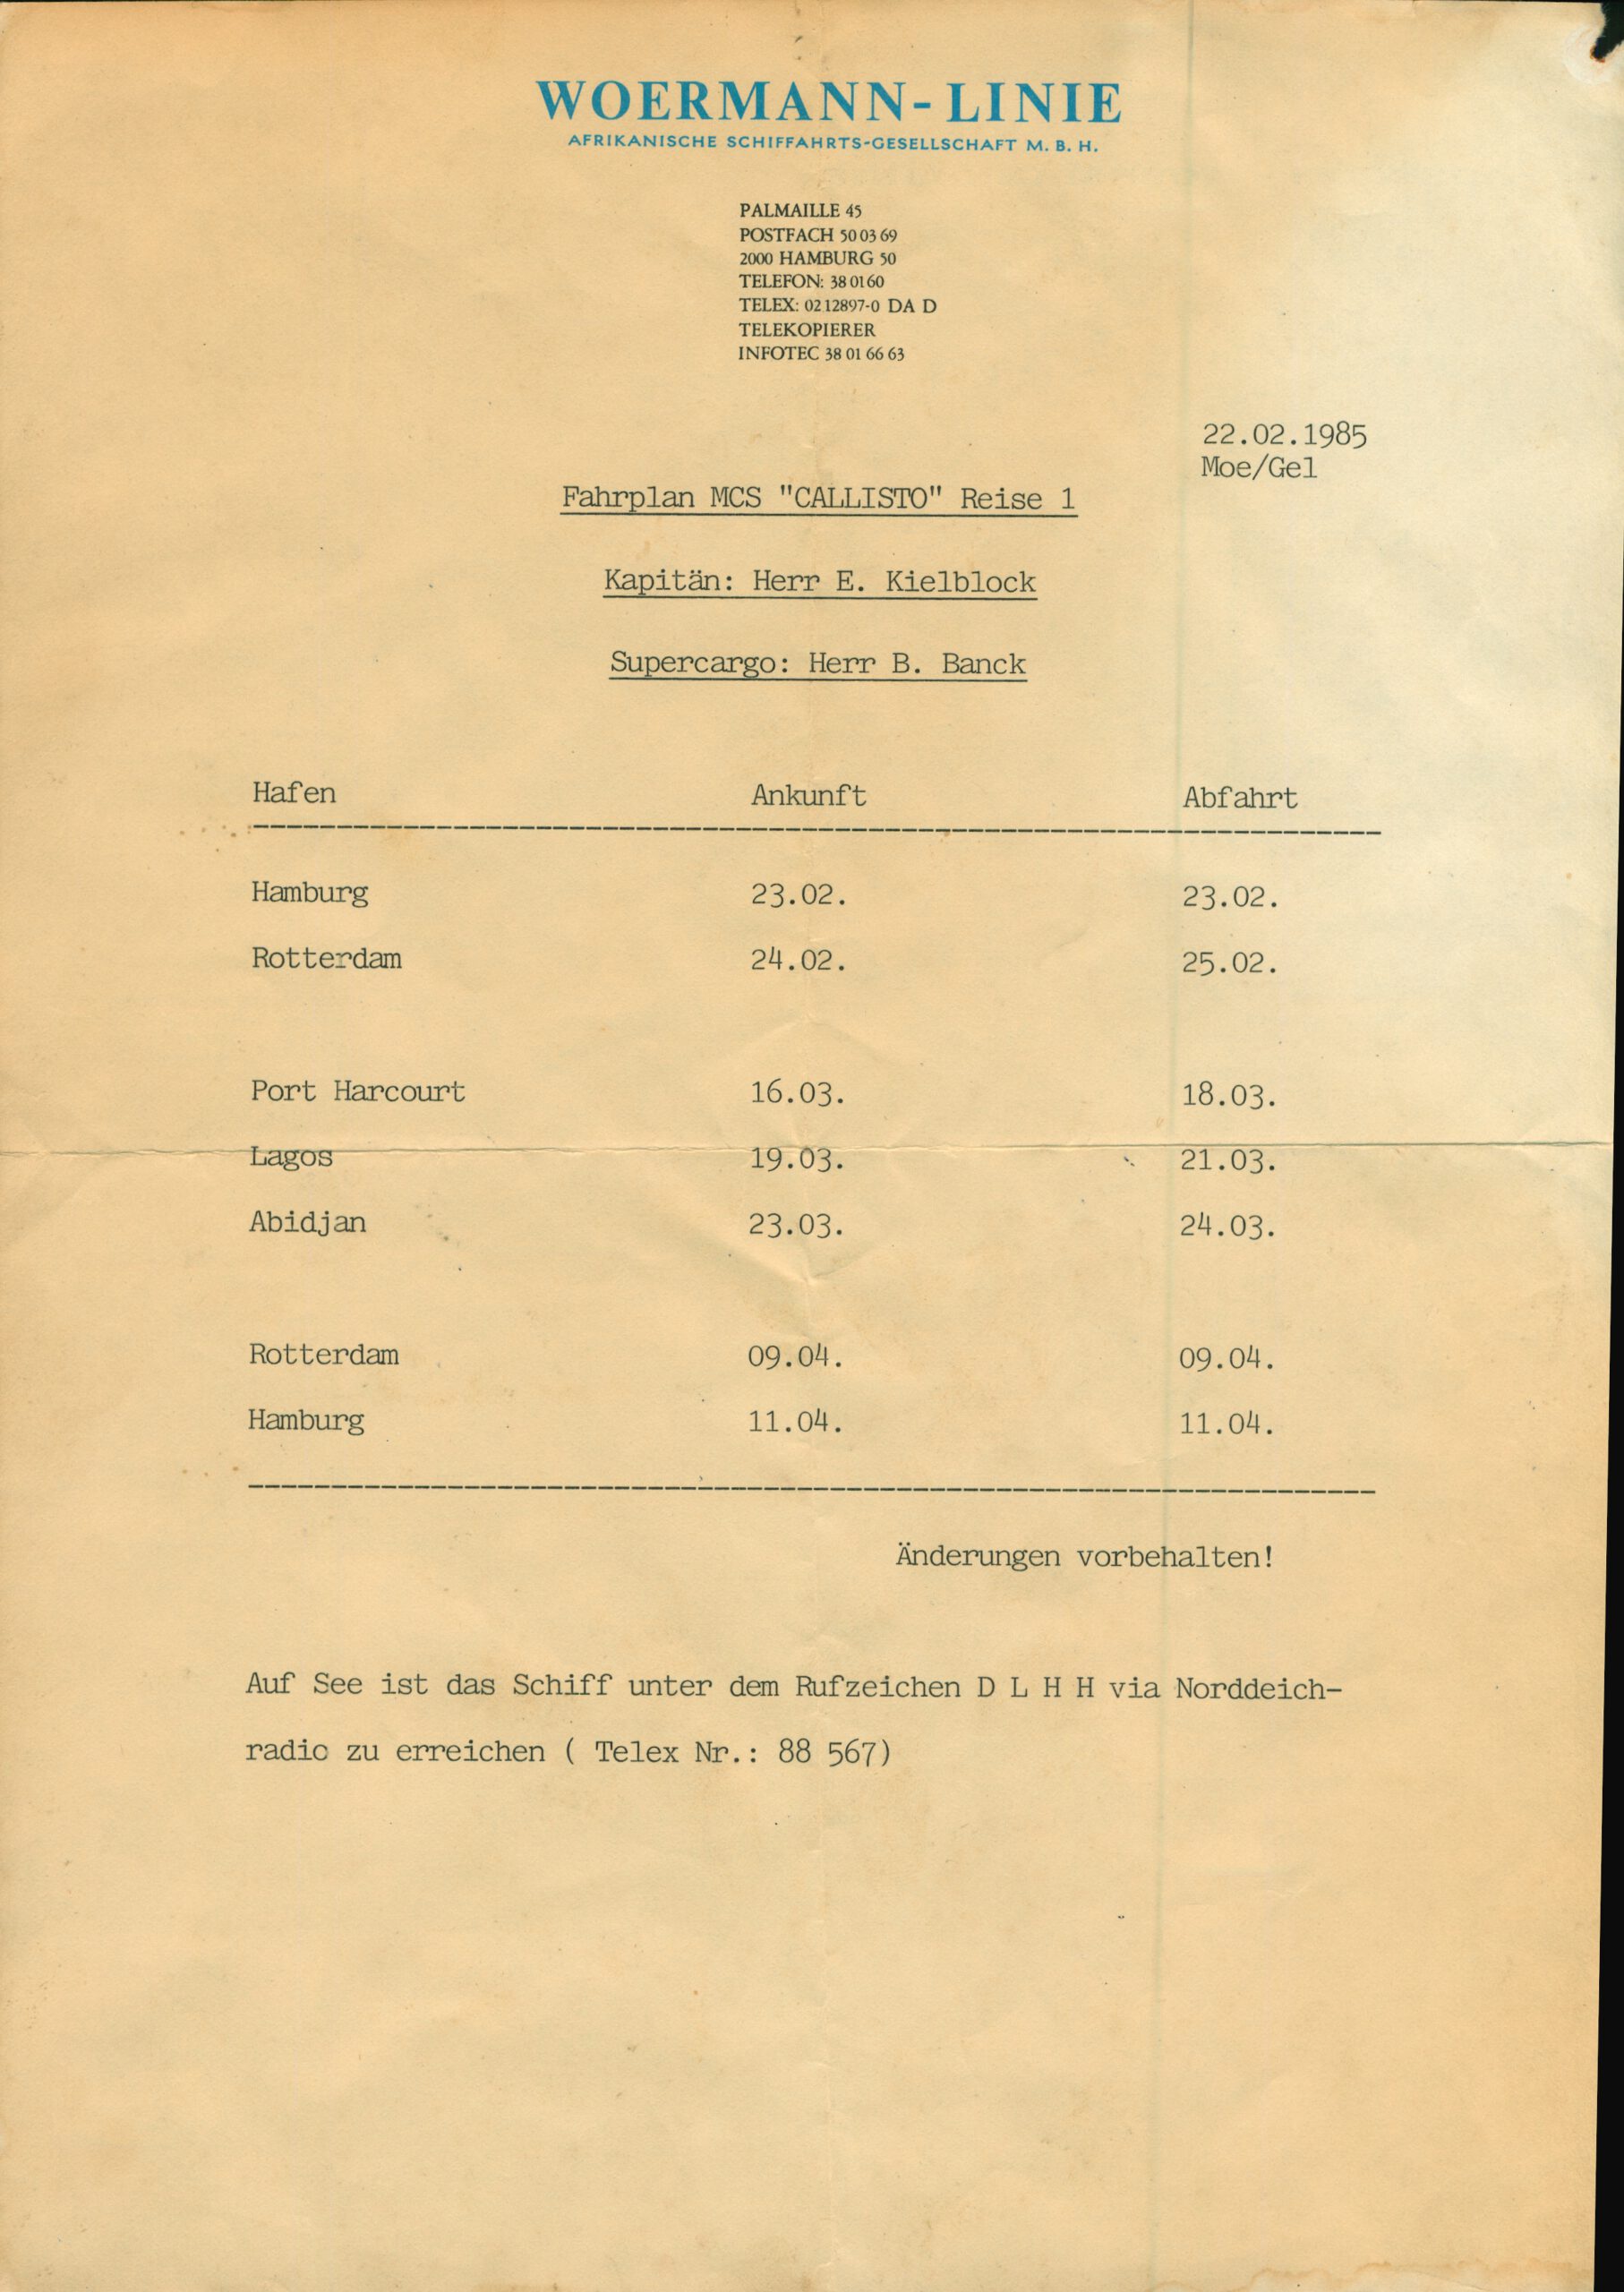 WOERMANN-LINIE
AFRIKANISCHE SCHIFFAHRTS-GESELLSCHAFT M. B. H.
PALMAILLE 45
POSTFACH 50 03 69
2000 HAMBURG 50
TELEFON: 38 01 60
TELEX: 02 12897-0 DA D
TELEKOPIERER
INFOTEC 38 01 66 63
22.02.1985
Moe/Gel
Fahrplan MCS "CALLISTO" Reise 1
Kapitän: Herr E. Kielblock
Supercargo: Herr B. Banck
Hafen Ankunft Abfahrt
Hamburg 23.02. 23.02.
Rotterdam 24.02. 25.02.
Port Harcourt 16.03. 18.03.
Lagos 19.03. 21.03.
Abidjan 23.03. 24.03.
Rotterdam 09.04. 09.04.
Hamburg 11.04. 11.04.
Änderungen vorbehalten!
Auf See ist das Schiff unter dem Rufzeichen D L H H via Norddeich-
radio zu erreichen ( Telex Nr.: 88 567)